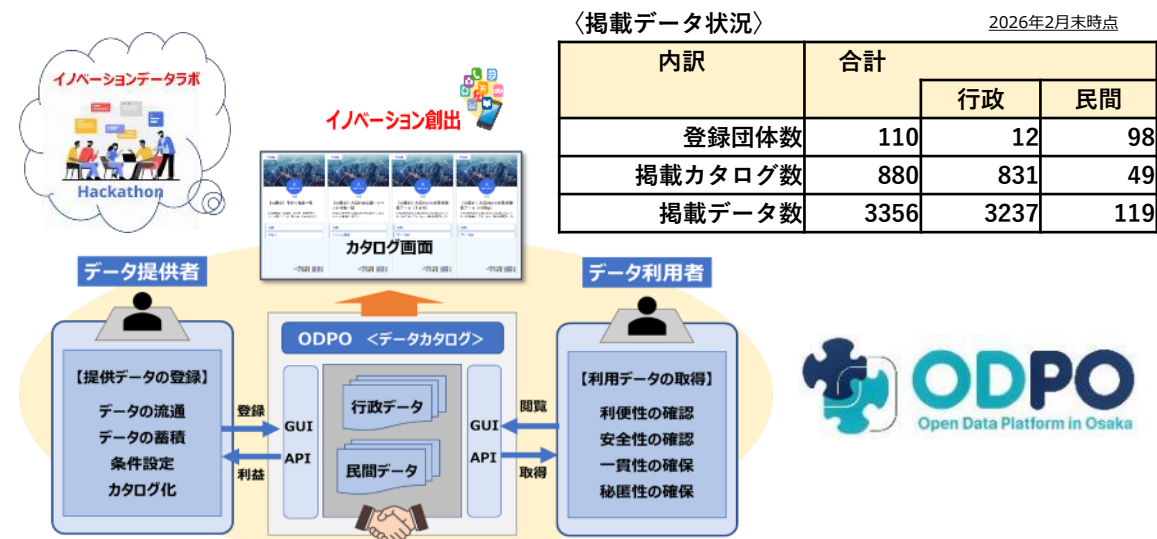 〈掲載データ状況〉
2026年2月末時点
内訳
合計
行政
民間
登録団体数
110
12
98
掲載カタログ数
880
831
49
掲載データ数
3356
3237
119
イノベーションデータラボ
Hackathon
イノベーション創出
カタログ画面
データ提供者
【提供データの登録】
データの流通
データの蓄積
条件設定
カタログ化
登録
利益
ODPO <データカタログ>
GUI
API
行政データ
民間データ
GUI
API
閲覧
取得
データ利用者
【利用データの取得】
利便性の確認
安全性の確認
一貫性の確保
秘匿性の確保
ODPO
Open Data Platform in Osaka